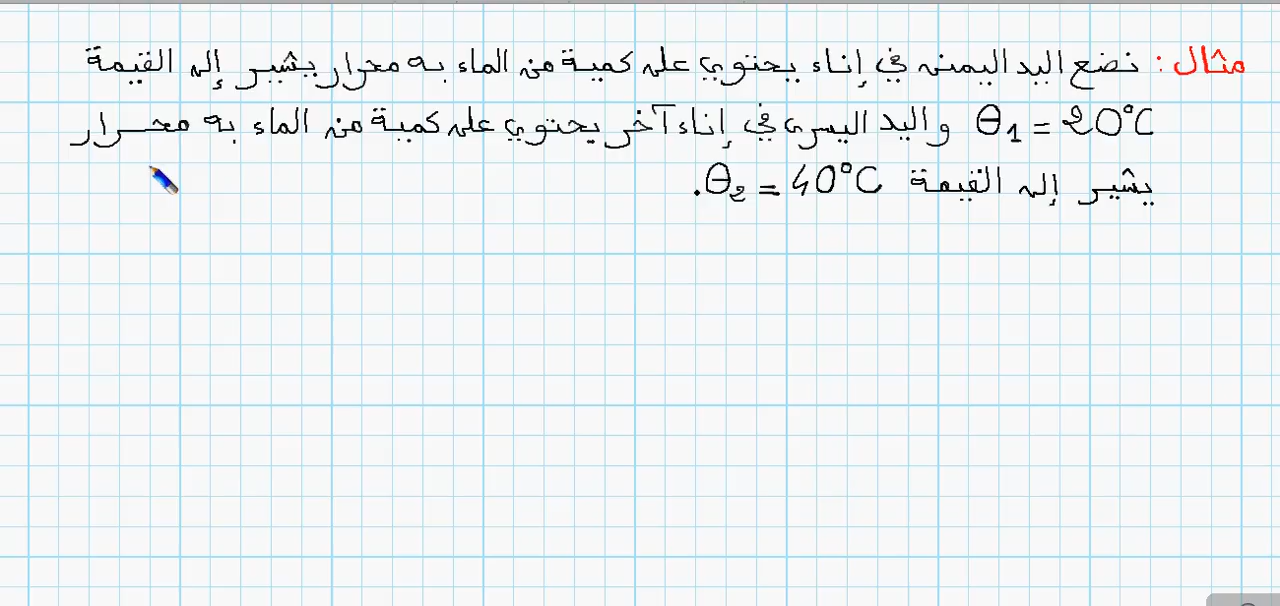 مثال : نضع اليد اليمنى في إناء يحتوي على كمية من الماء به محرار يشير إلى القيمة
θ1 = 20°C واليد اليسرى في إناء آخر يحتوي على كمية من الماء به محرار
يشير إلى القيمة θ2 = 40°C.